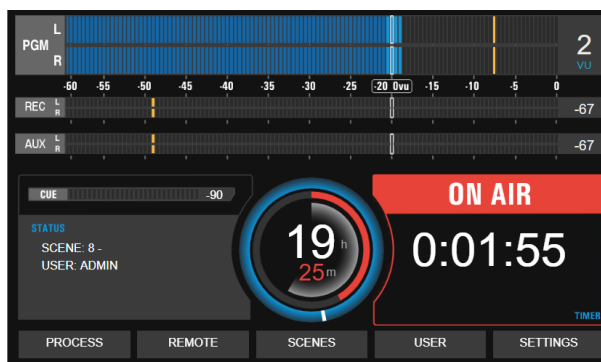 L
PGM
R
2
VU
-60 -55 -50 -45 -40 -35 -30 -25 -20 0vu -15 -10 -5 0
REC L R -67
AUX L R -67
CUE -90
ON AIR
STATUS
SCENE: 8 -
USER: ADMIN
19 h
25 m
0:01:55
TIMER
PROCESS REMOTE SCENES USER SETTINGS